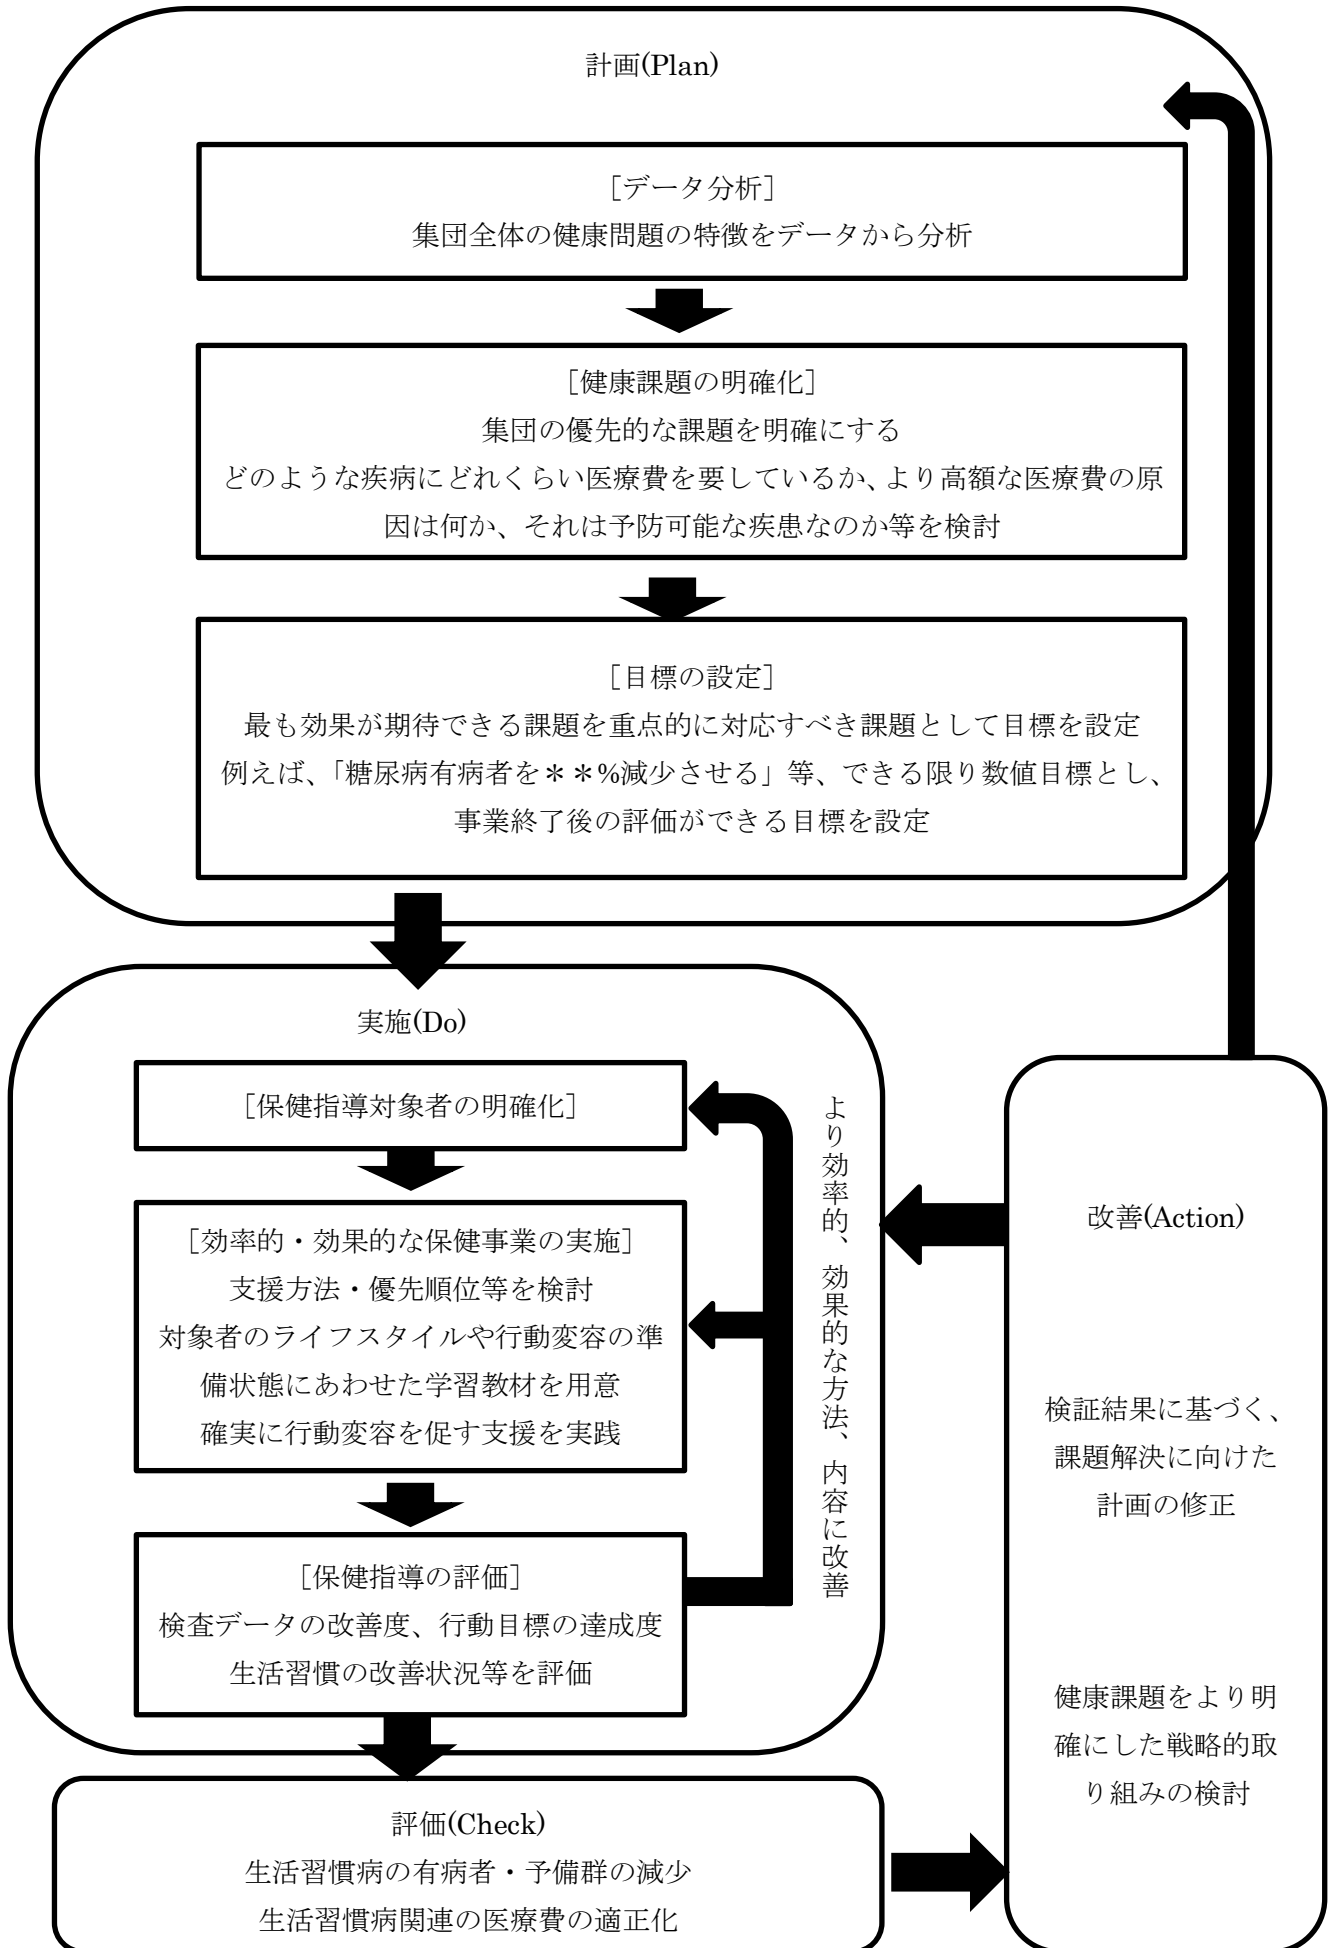 計画(Plan)
［データ分析］
集団全体の健康問題の特徴をデータから分析
［健康課題の明確化］
集団の優先的な課題を明確にする
どのような疾病にどれくらい医療費を要しているか、より高額な医療費の原
因は何か、それは予防可能な疾患なのか等を検討
［目標の設定］
最も効果が期待できる課題を重点的に対応すべき課題として目標を設定
例えば、「糖尿病有病者を＊＊%減少させる」等、できる限り数値目標とし、
事業終了後の評価ができる目標を設定
実施(Do)
［保健指導対象者の明確化］
［効率的・効果的な保健事業の実施］
支援方法・優先順位等を検討
対象者のライフスタイルや行動変容の準
備状態にあわせた学習教材を用意
確実に行動変容を促す支援を実践
［保健指導の評価］
検査データの改善度、行動目標の達成度
生活習慣の改善状況等を評価
より効率的、効果的な方法、内容に改善
評価(Check)
生活習慣病の有病者・予備群の減少
生活習慣病関連の医療費の適正化
改善(Action)
検証結果に基づく、
課題解決に向けた
計画の修正
健康課題をより明
確にした戦略的取
り組みの検討